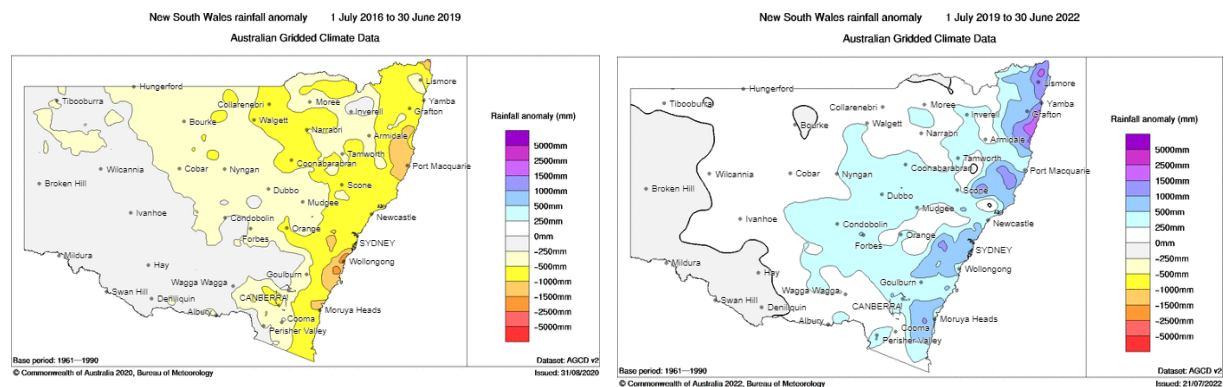 New South Wales rainfall anomaly 1 July 2016 to 30 June 2019
Australian Gridded Climate Data
Hungerford
Tibooburra
Lismore
Collarenebri
Moree
Yamba
Bourke
Walgett
Inverell
Grafton
Narrabri
Armidale
Wilcannia
Cobar
Nyngan
Coonabarabran
Tamworth
Port Macquarie
Broken Hill
Dubbo
Scone
Ivanhoe
Condobolin
Mudgee
Newcastle
Forbes
Orange
SYDNEY
Mildura
Hay
Goulburn
Wollongong
Swan Hill
Deniliquin
Wagga Wagga
CANBERRA
Albury
Cooma
Moruya Heads
Perisher Valley
Rainfall anomaly (mm)
5000mm
2500mm
1500mm
1000mm
500mm
250mm
0mm
−250mm
−500mm
−1000mm
−1500mm
−2500mm
−5000mm
Base period: 1961—1990
Dataset: AGCD v2
© Commonwealth of Australia 2020, Bureau of Meteorology
Issued: 31/08/2020
New South Wales rainfall anomaly 1 July 2019 to 30 June 2022
Australian Gridded Climate Data
Hungerford
Tibooburra
Lismore
Collarenebri
Moree
Yamba
Bourke
Walgett
Inverell
Grafton
Narrabri
Armidale
Wilcannia
Cobar
Nyngan
Coonabarabran
Tamworth
Port Macquarie
Broken Hill
Dubbo
Scone
Ivanhoe
Condobolin
Mudgee
Newcastle
Forbes
Orange
SYDNEY
Mildura
Hay
Goulburn
Wollongong
Swan Hill
Deniliquin
Wagga Wagga
CANBERRA
Albury
Cooma
Moruya Heads
Perisher Valley
Rainfall anomaly (mm)
5000mm
2500mm
1500mm
1000mm
500mm
250mm
0mm
−250mm
−500mm
−1000mm
−1500mm
−2500mm
−5000mm
Base period: 1961—1990
Dataset: AGCD v2
© Commonwealth of Australia 2022, Bureau of Meteorology
Issued: 21/07/2022